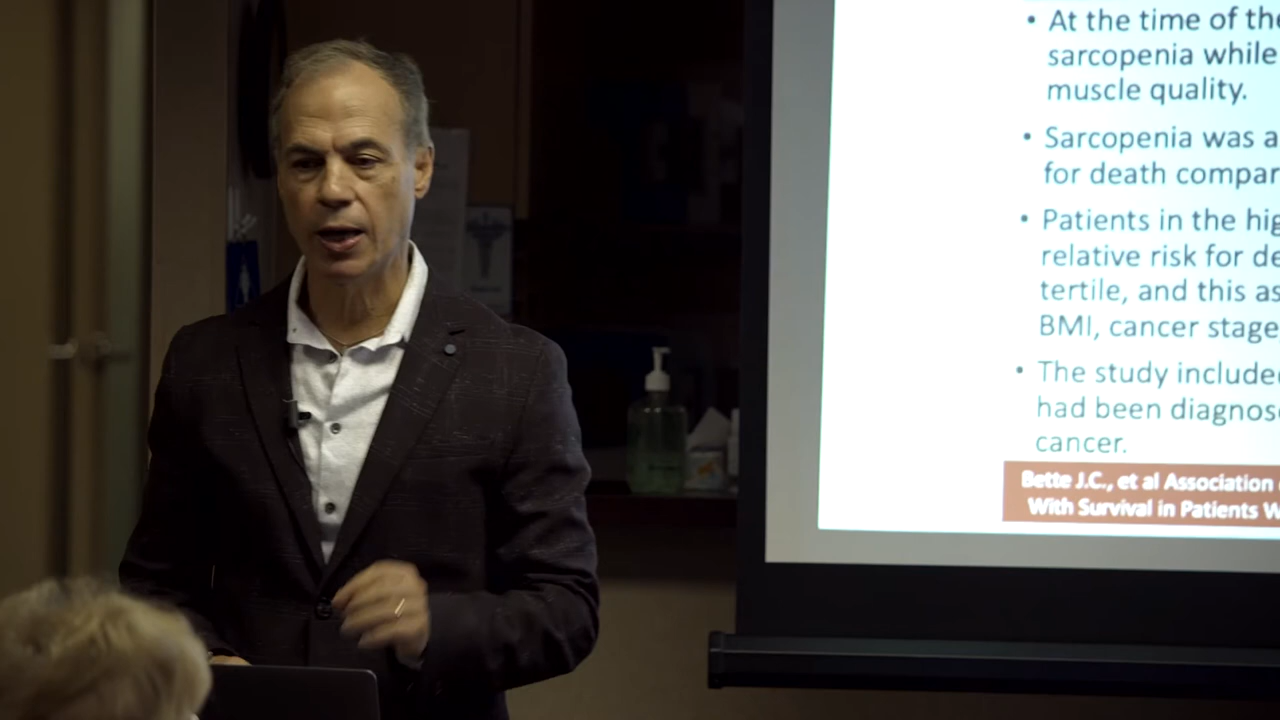 • At the time of the
sarcopenia while
muscle quality.
• Sarcopenia was a
for death compar
• Patients in the hig
relative risk for de
tertile, and this as
BMI, cancer stage,
• The study include
had been diagnos
cancer.
Bette J.C., et al Association
With Survival in Patients W